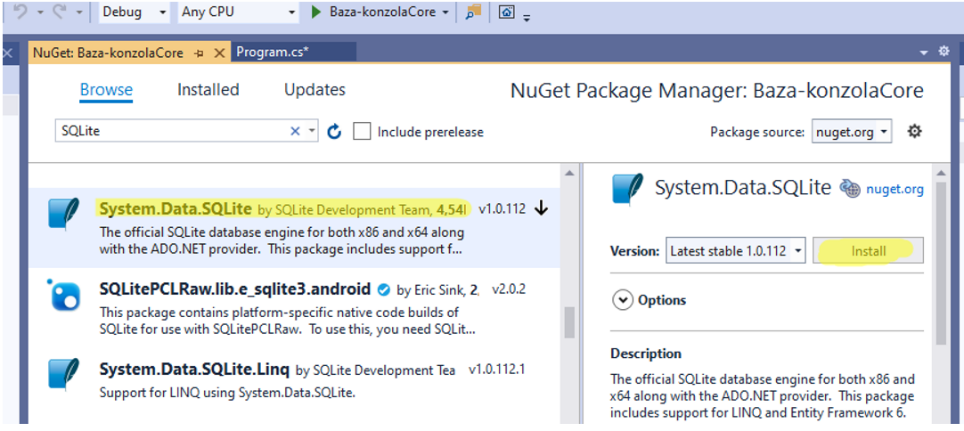 Debug Any CPU Baza-konzolaCore
NuGet: Baza-konzolaCore Program.cs*
Browse Installed Updates NuGet Package Manager: Baza-konzolaCore
SQLite Include prerelease Package source: nuget.org
System.Data.SQLite by SQLite Development Team, 4,54 v1.0.112
The official SQLite database engine for both x86 and x64 along
with the ADO.NET provider. This package includes support f...
SQLitePCLRaw.lib.e_sqlite3.android by Eric Sink, 2 v2.0.2
This package contains platform-specific native code builds of
SQLite for use with SQLitePCLRaw. To use this, you need SQLit...
System.Data.SQLite.Linq by SQLite Development Tea v1.0.112.1
Support for LINQ using System.Data.SQLite.
System.Data.SQLite nuget.org
Version: Latest stable 1.0.112 Install
Options
Description
The official SQLite database engine for both x86 and
x64 along with the ADO.NET provider. This package
includes support for LINQ and Entity Framework 6.